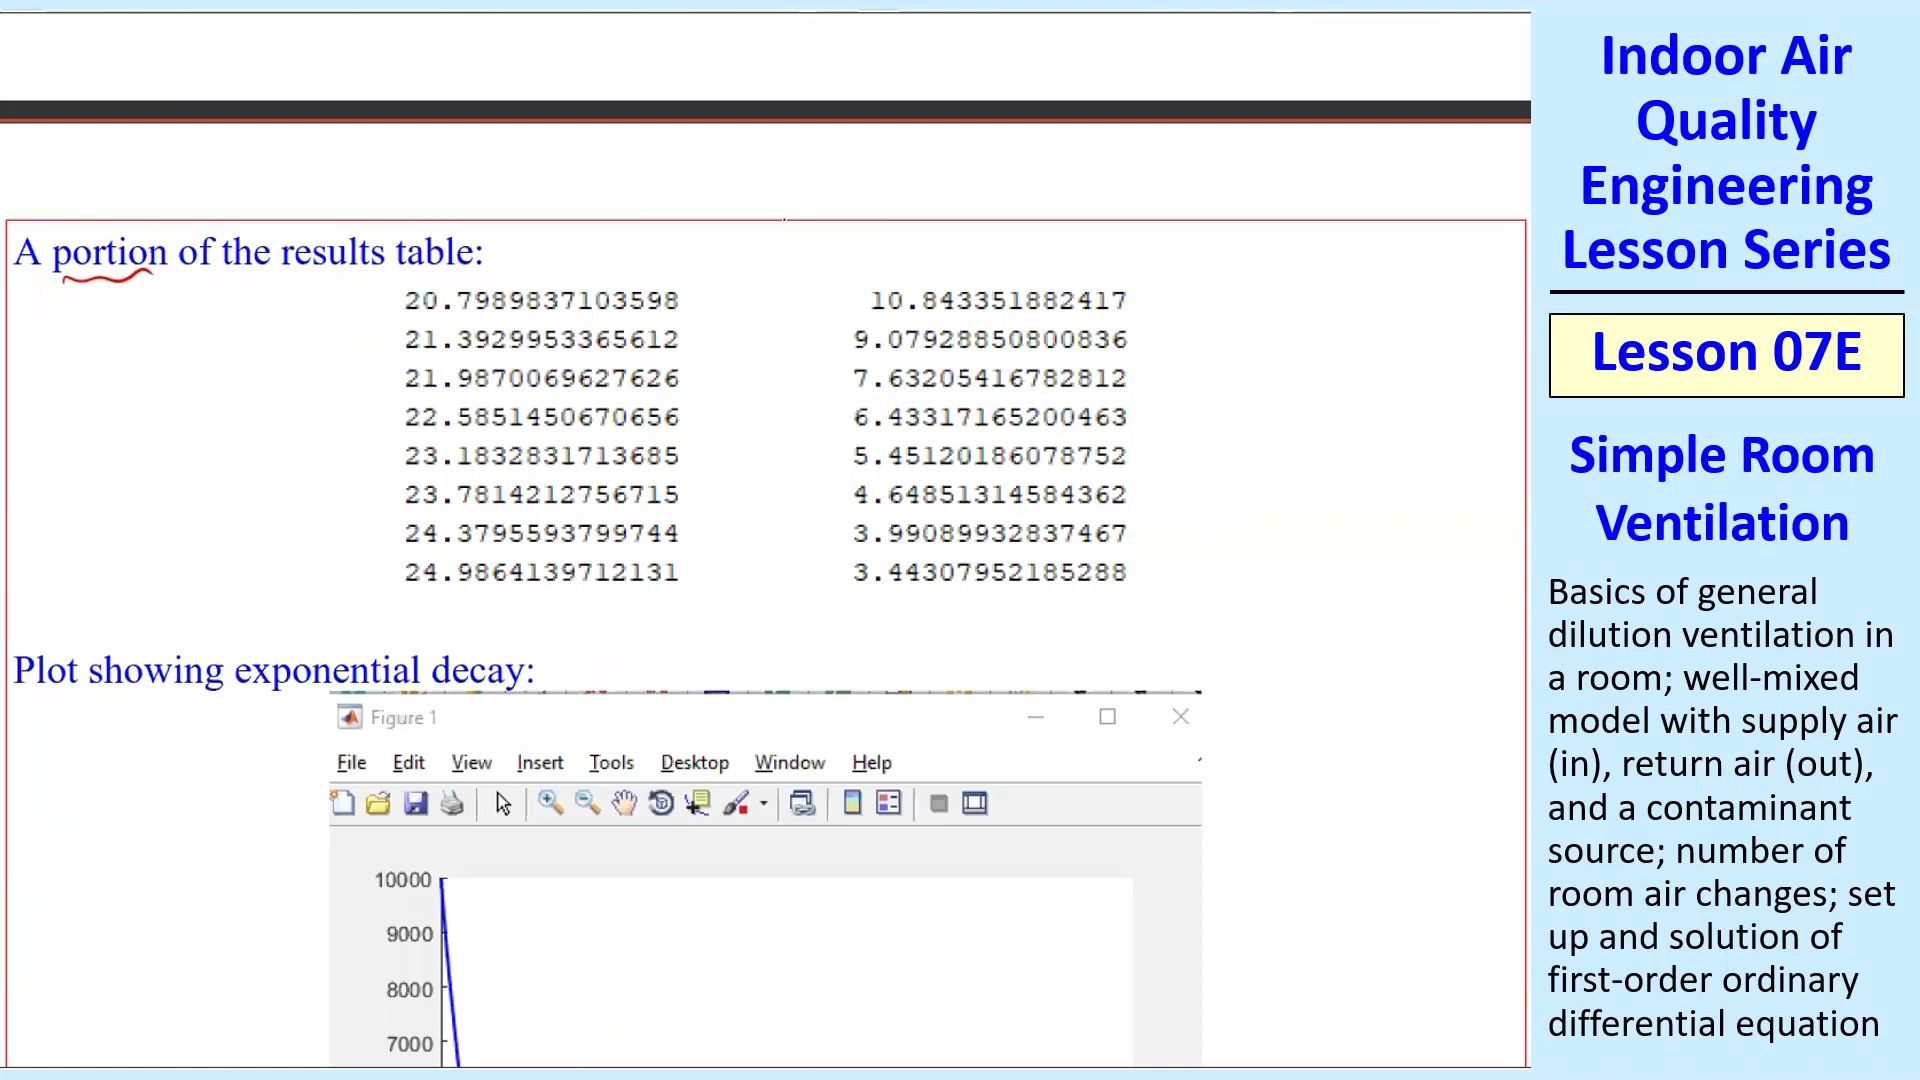 A portion of the results table:
20.7989837103598 10.843351882417
21.3929953365612 9.07928850800836
21.9870069627626 7.63205416782812
22.5851450670656 6.43317165200463
23.1832831713685 5.45120186078752
23.7814212756715 4.64851314584362
24.3795593799744 3.99089932837467
24.9864139712131 3.44307952185288
Plot showing exponential decay:
Figure 1
File Edit View Insert Tools Desktop Window Help
10000
9000
8000
7000
Indoor Air
Quality
Engineering
Lesson Series
Lesson 07E
Simple Room
Ventilation
Basics of general
dilution ventilation in
a room; well-mixed
model with supply air
(in), return air (out),
and a contaminant
source; number of
room air changes; set
up and solution of
first-order ordinary
differential equation